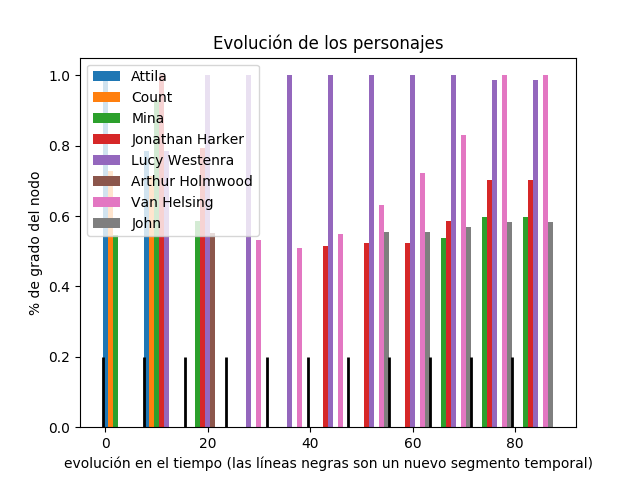 Evolución de los personajes
% de grado del nodo
1.0
0.8
0.6
0.4
0.2
0.0
Attila
Count
Mina
Jonathan Harker
Lucy Westenra
Arthur Holmwood
Van Helsing
John
0 20 40 60 80
evolución en el tiempo (las líneas negras son un nuevo segmento temporal)